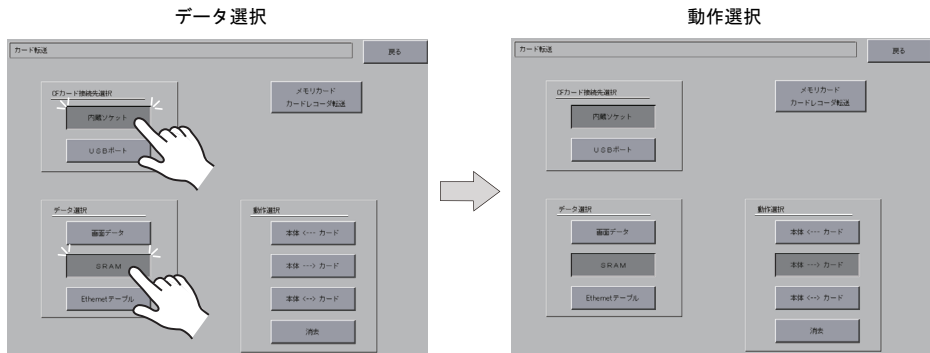 データ選択
カード転送
戻る
CFカード接続先選択
内蔵ソケット
USBポート
メモリカード
カードレコーダ転送
データ選択
画面データ
SRAM
Ethernetテーブル
動作選択
本体 <--- カード
本体 ---> カード
本体 <--> カード
消去
動作選択
カード転送
戻る
CFカード接続先選択
内蔵ソケット
USBポート
メモリカード
カードレコーダ転送
データ選択
画面データ
SRAM
Ethernetテーブル
動作選択
本体 <--- カード
本体 ---> カード
本体 <--> カード
消去